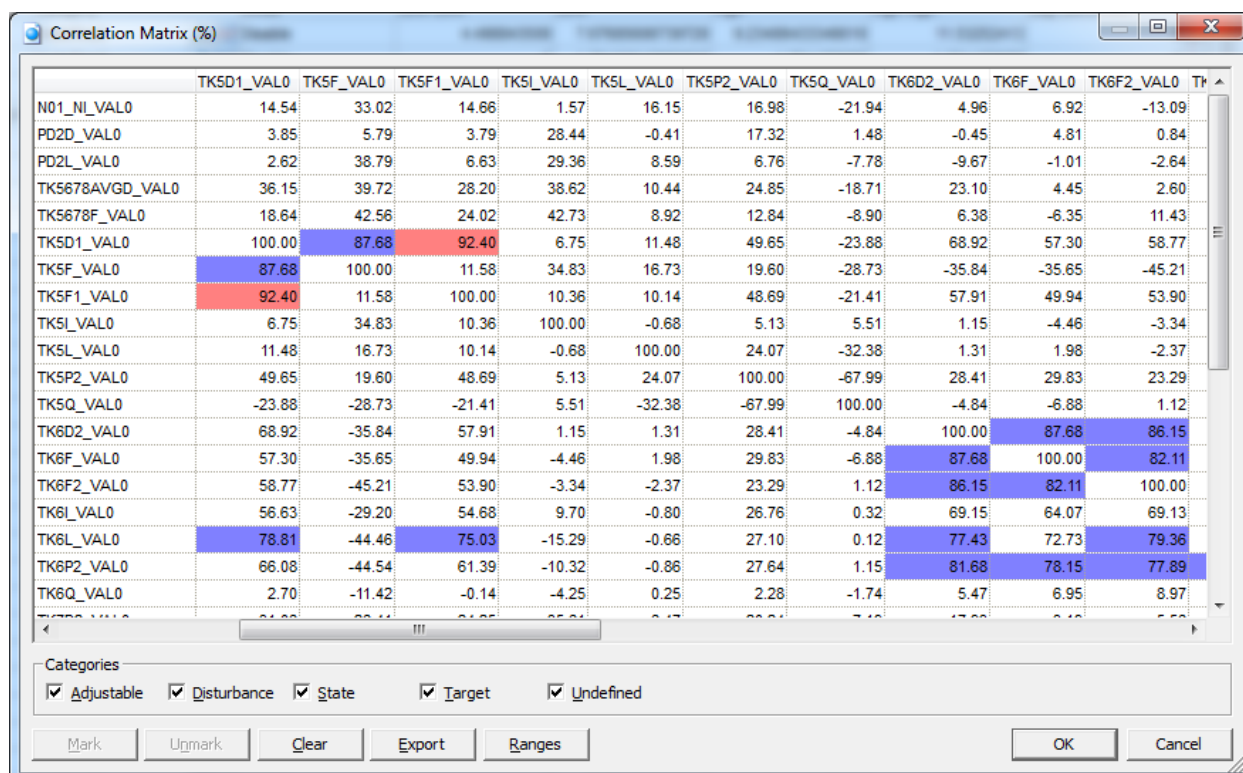 Correlation Matrix (%)
TK5D1_VAL0 TK5F_VAL0 TK5F1_VAL0 TK5I_VAL0 TK5L_VAL0 TK5P2_VAL0 TK5Q_VAL0 TK6D2_VAL0 TK6F_VAL0 TK6F2_VAL0
N01_NI_VAL0 14.54 33.02 14.66 1.57 16.15 16.98 -21.94 4.96 6.92 -13.09
PD2D_VAL0 3.85 5.79 3.79 28.44 -0.41 17.32 1.48 -0.45 4.81 0.84
PD2L_VAL0 2.62 38.79 6.63 29.36 8.59 6.76 -7.78 -9.67 -1.01 -2.64
TK5678AVGD_VAL0 36.15 39.72 28.20 38.62 10.44 24.85 -18.71 23.10 4.45 2.60
TK5678F_VAL0 18.64 42.56 24.02 42.73 8.92 12.84 -8.90 6.38 -6.35 11.43
TK5D1_VAL0 100.00 87.68 92.40 6.75 11.48 49.65 -23.88 68.92 57.30 58.77
TK5F_VAL0 87.68 100.00 11.58 34.83 16.73 19.60 -28.73 -35.84 -35.65 -45.21
TK5F1_VAL0 92.40 11.58 100.00 10.36 10.14 48.69 -21.41 57.91 49.94 53.90
TK5I_VAL0 6.75 34.83 10.36 100.00 -0.68 5.13 5.51 1.15 -4.46 -3.34
TK5L_VAL0 11.48 16.73 10.14 -0.68 100.00 24.07 -32.38 1.31 1.98 -2.37
TK5P2_VAL0 49.65 19.60 48.69 5.13 24.07 100.00 -67.99 28.41 29.83 23.29
TK5Q_VAL0 -23.88 -28.73 -21.41 5.51 -32.38 -67.99 100.00 -4.84 -6.88 1.12
TK6D2_VAL0 68.92 -35.84 57.91 1.15 1.31 28.41 -4.84 100.00 87.68 86.15
TK6F_VAL0 57.30 -35.65 49.94 -4.46 1.98 29.83 -6.88 87.68 100.00 82.11
TK6F2_VAL0 58.77 -45.21 53.90 -3.34 -2.37 23.29 1.12 86.15 82.11 100.00
TK6I_VAL0 56.63 -29.20 54.68 9.70 -0.80 26.76 0.32 69.15 64.07 69.13
TK6L_VAL0 78.81 -44.46 75.03 -15.29 -0.66 27.10 0.12 77.43 72.73 79.36
TK6P2_VAL0 66.08 -44.54 61.39 -10.32 -0.86 27.64 1.15 81.68 78.15 77.89
TK6Q_VAL0 2.70 -11.42 -0.14 -4.25 0.25 2.28 -1.74 5.47 6.95 8.97
Categories
Adjustable Disturbance State Target Undefined
Mark Unmark Clear Export Ranges OK Cancel